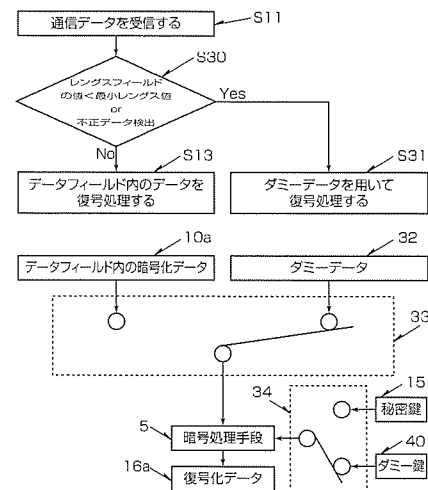 通信データを受信する
S11
S30
レングスフィールド
の値<最小レングス値
or
不正データ検出
Yes
No
S13
S31
データフィールド内のデータを
復号処理する
ダミーデータを用いて
復号処理する
10a
32
データフィールド内の暗号化データ
ダミーデータ
33
34
15
秘密鍵
5
暗号処理手段
40
ダミー鍵
16a
復号化データ